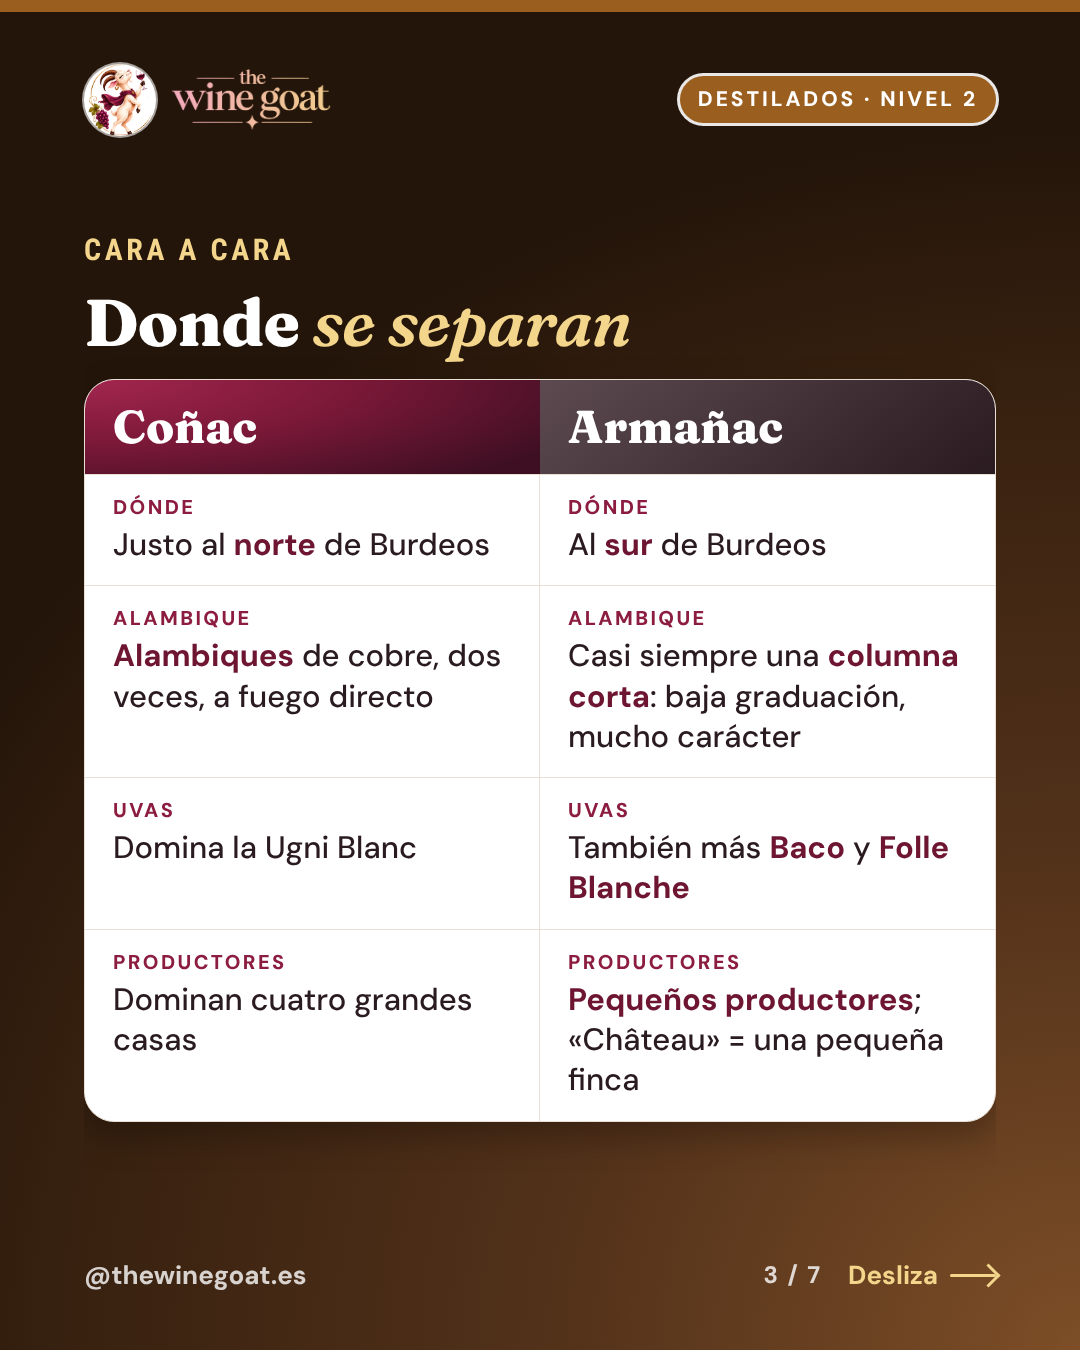 the
wine goat
DESTILADOS · NIVEL 2
CARA A CARA
Donde se separan
Coñac
Armañac
DÓNDE
Justo al norte de Burdeos
DÓNDE
Al sur de Burdeos
ALAMBIQUE
Alambiques de cobre, dos
veces, a fuego directo
ALAMBIQUE
Casi siempre una columna
corta: baja graduación,
mucho carácter
UVAS
Domina la Ugni Blanc
UVAS
También más Baco y Folle
Blanche
PRODUCTORES
Dominan cuatro grandes
casas
PRODUCTORES
Pequeños productores;
«Château» = una pequeña
finca
@thewinegoat.es
3 / 7
Desliza